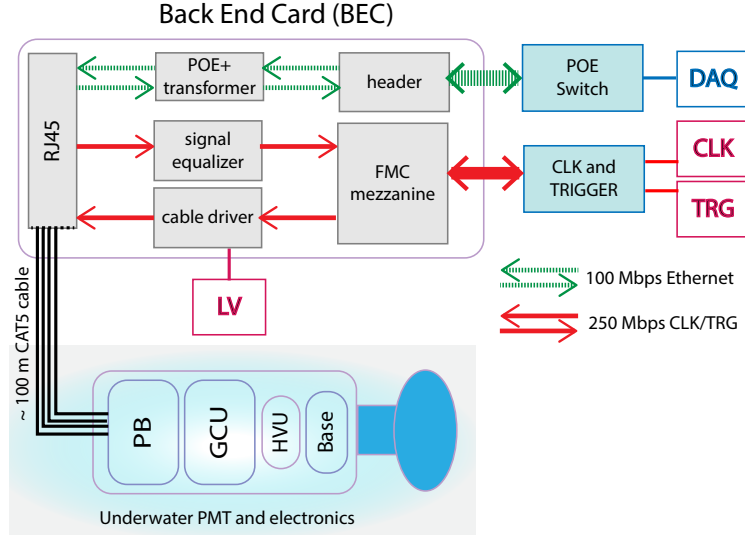 Back End Card (BEC)
RJ45
POE+
transformer
header
POE
Switch
DAQ
signal
equalizer
FMC
mezzanine
CLK and
TRIGGER
CLK
TRG
cable driver
LV
100 Mbps Ethernet
250 Mbps CLK/TRG
~ 100 m CAT5 cable
PB
GCU
HVU
Base
Underwater PMT and electronics